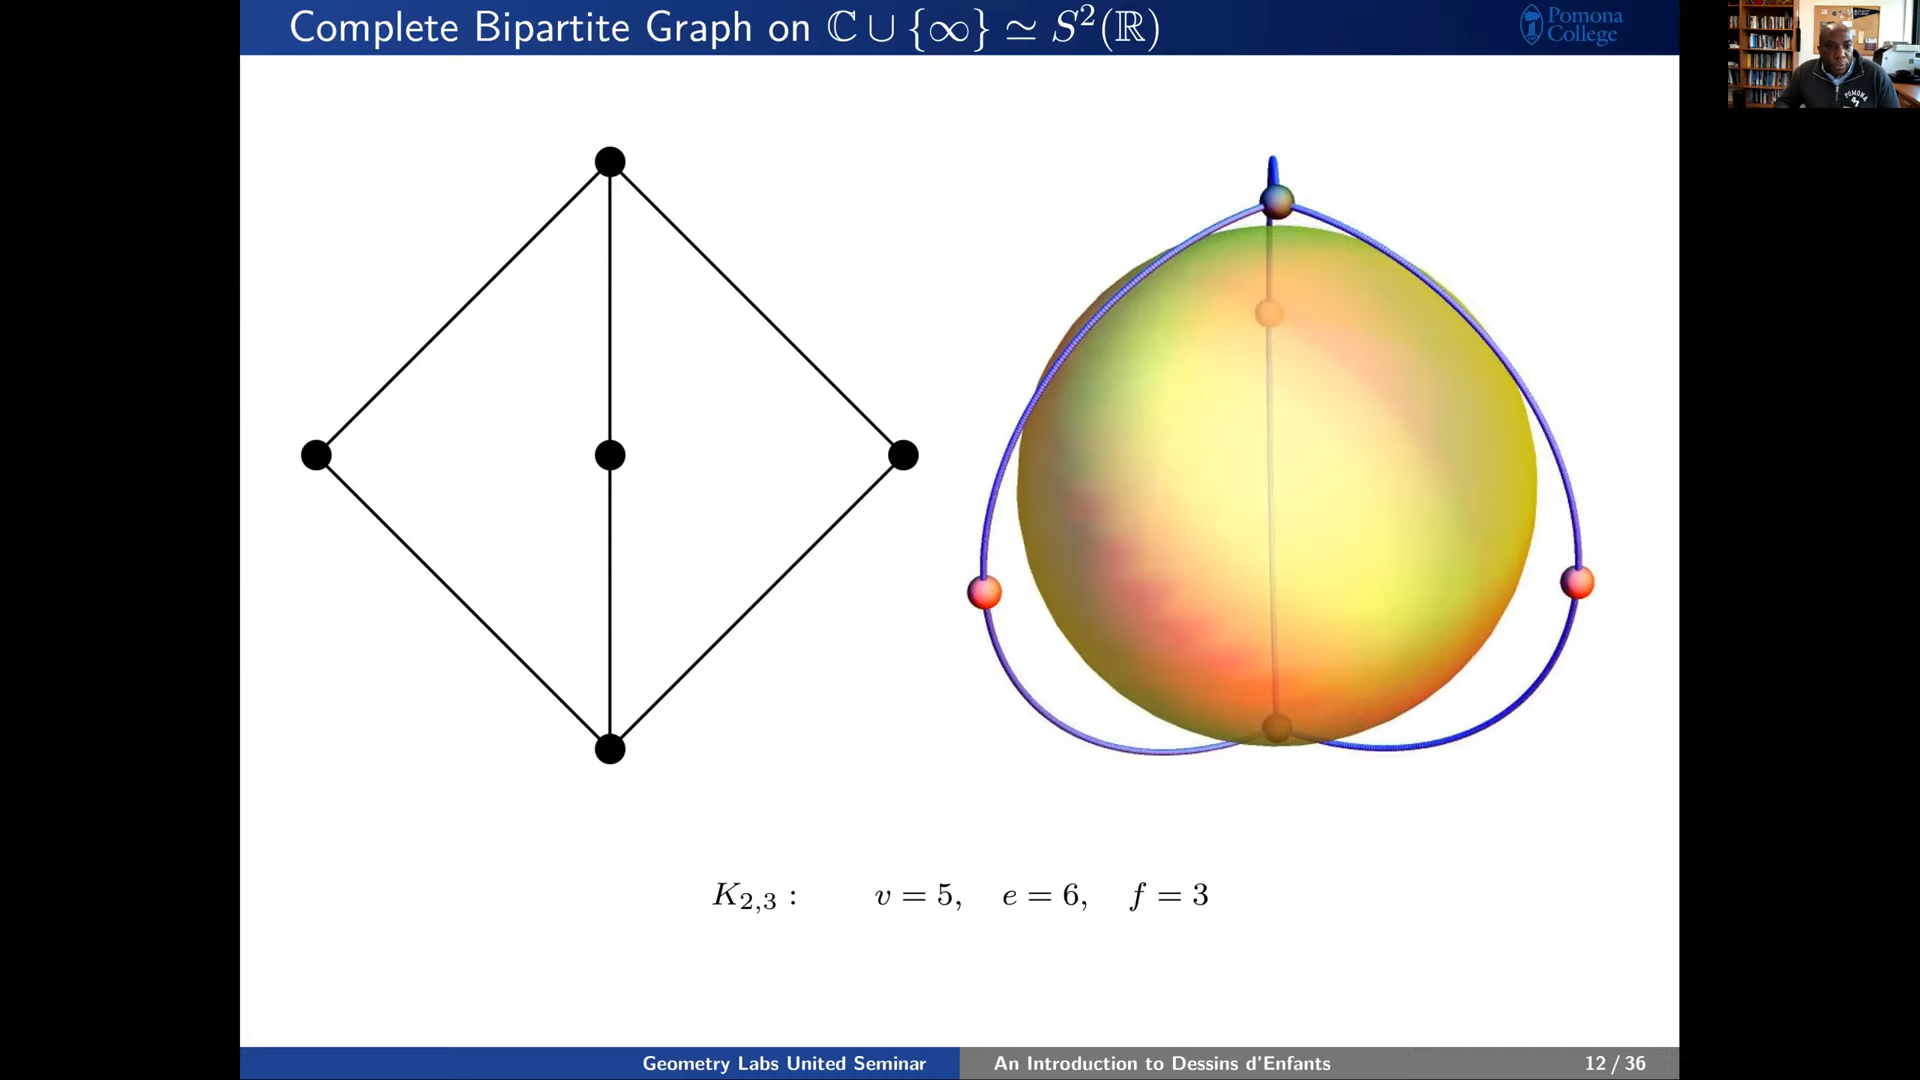 Complete Bipartite Graph on ℂ ∪ {∞} ≃ S²(ℝ)
Pomona
College
POMONA
K₂,₃ : v = 5, e = 6, f = 3
Geometry Labs United Seminar
An Introduction to Dessins d'Enfants
12 / 36